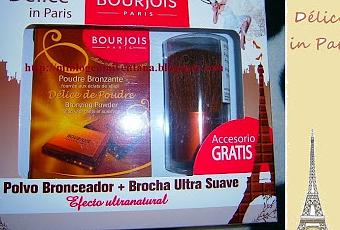 Délice
in Paris
BOURJOIS
PARIS
BOURJOIS
PARIS
Poudre Bronzante
Délice de Poudre
Bronzing Powder
Accesorio
GRATIS
Polvo Bronceador + Brocha Ultra Suave
Efecto ultranatural
Délice
in Par